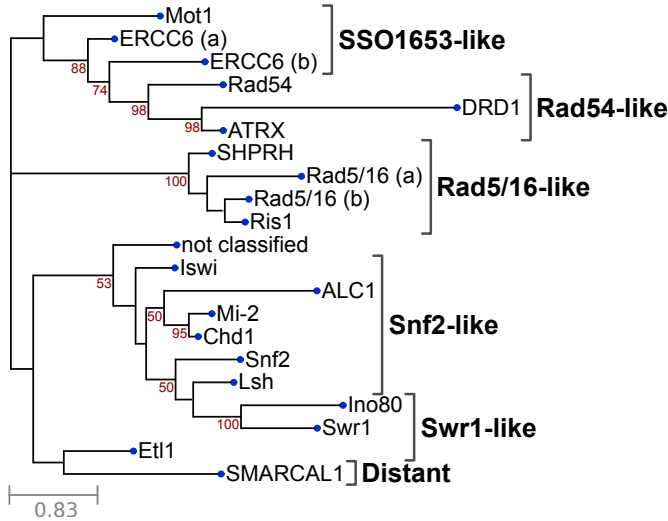 Mot1
SSO1653-like
ERCC6 (a)
88
ERCC6 (b)
74
Rad54
98
DRD1
Rad54-like
98
ATRX
SHPRH
100
Rad5/16 (a)
Rad5/16-like
Rad5/16 (b)
Ris1
not classified
53
Iswi
ALC1
50
Mi-2
Snf2-like
95
Chd1
Snf2
50
Lsh
Ino80
100
Swr1
Swr1-like
Etl1
SMARCAL1
Distant
0.83